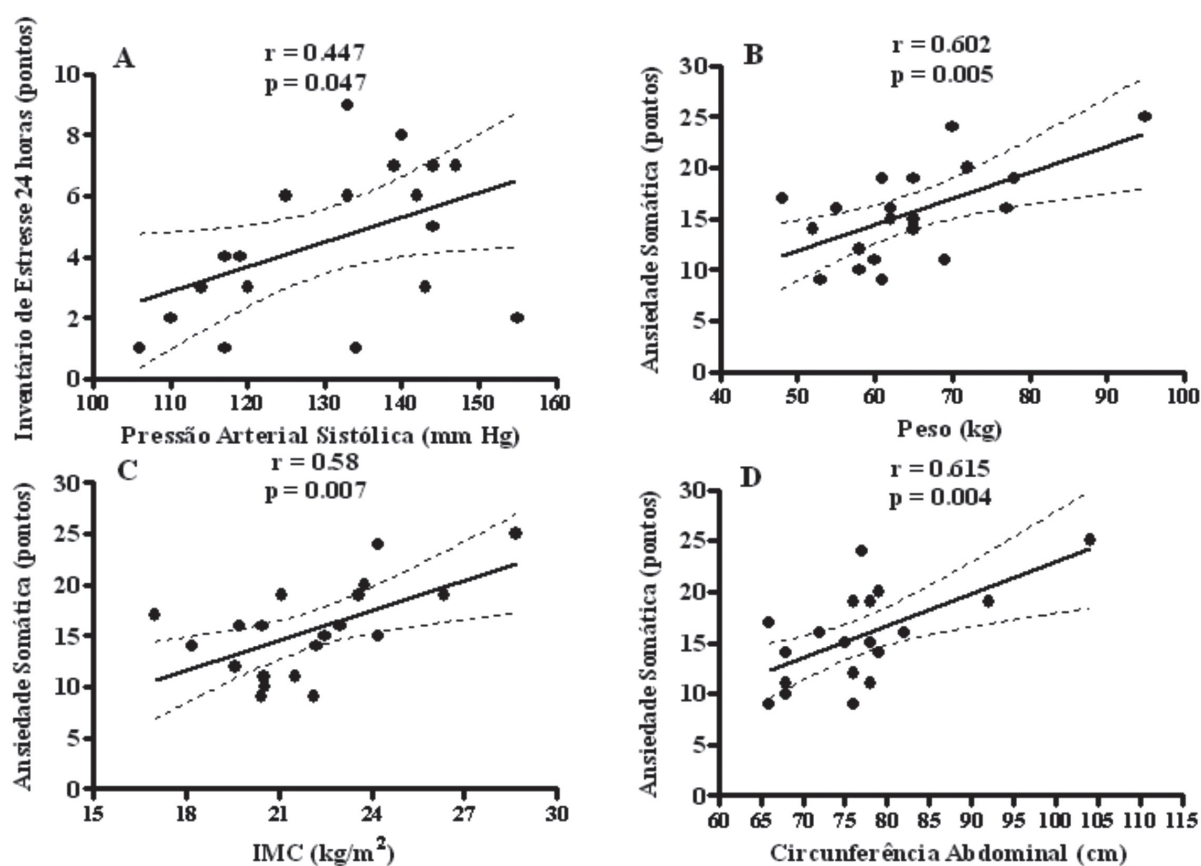 A
r = 0.447
p = 0.047
Inventário de Estresse 24 horas (pontos)
10
8
6
4
2
0
100 110 120 130 140 150 160
Pressão Arterial Sistólica (mm Hg)
B
r = 0.602
p = 0.005
Ansiedade Somática (pontos)
30
25
20
15
10
5
0
40 50 60 70 80 90 100
Peso (kg)
C
r = 0.58
p = 0.007
Ansiedade Somática (pontos)
30
25
20
15
10
5
0
15 18 21 24 27 30
IMC (kg/m²)
D
r = 0.615
p = 0.004
Ansiedade Somática (pontos)
30
25
20
15
10
5
0
60 65 70 75 80 85 90 95 100 105 110 115
Circunferência Abdominal (cm)